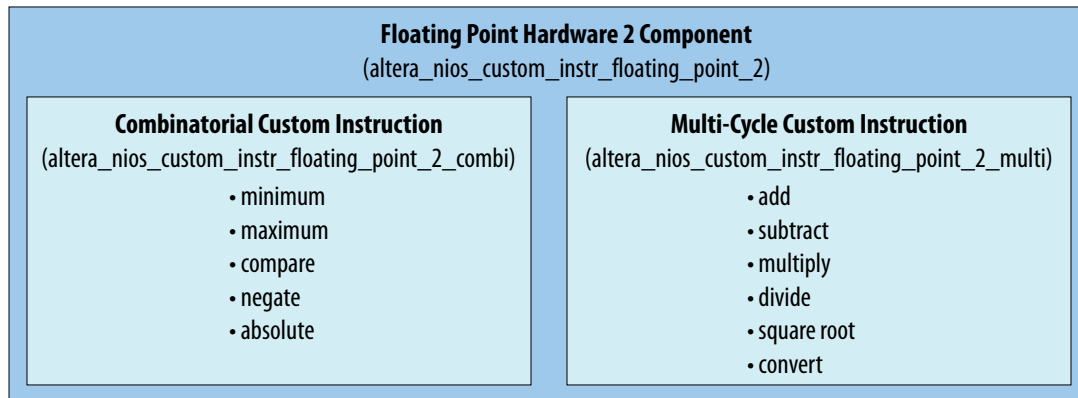 Floating Point Hardware 2 Component
(altera_nios_custom_instr_floating_point_2)
Combinatorial Custom Instruction
(altera_nios_custom_instr_floating_point_2_combi)
• minimum
• maximum
• compare
• negate
• absolute
Multi-Cycle Custom Instruction
(altera_nios_custom_instr_floating_point_2_multi)
• add
• subtract
• multiply
• divide
• square root
• convert